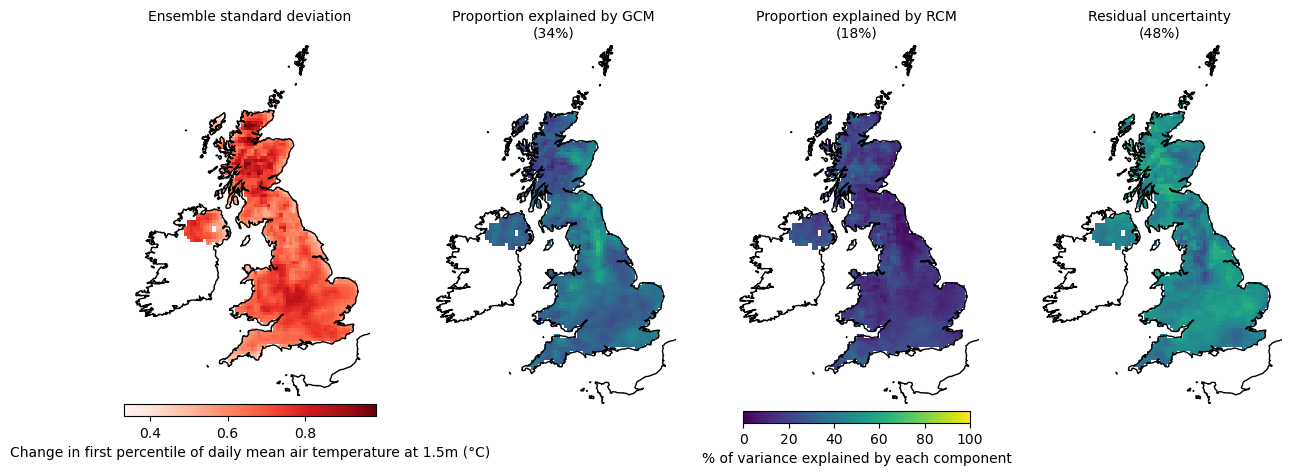 Ensemble standard deviation
Proportion explained by GCM
(34%)
Proportion explained by RCM
(18%)
Residual uncertainty
(48%)
0.4 0.6 0.8
Change in first percentile of daily mean air temperature at 1.5m (°C)
0 20 40 60 80 100
% of variance explained by each component